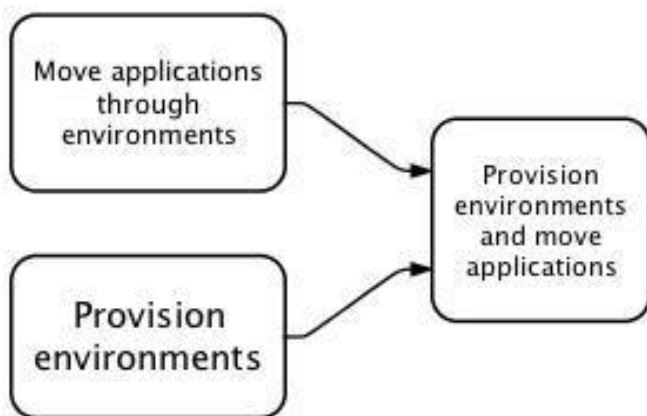 Move applications
through
environments
Provision
environments
and move
applications
Provision
environments